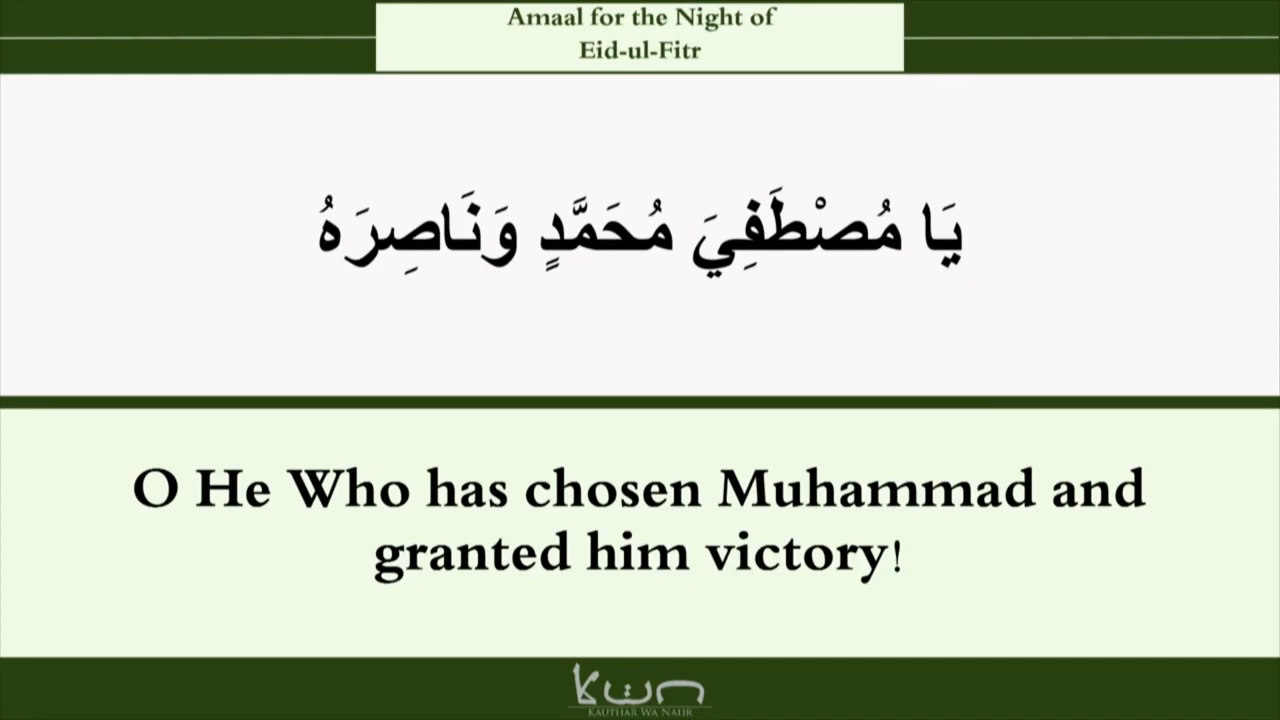 Amaal for the Night of
Eid-ul-Fitr
يَا مُصْطَفِيَ مُحَمَّدٍ وَنَاصِرَهُ
O He Who has chosen Muhammad and
granted him victory!
kwn
KAUTHAR WA NAHR